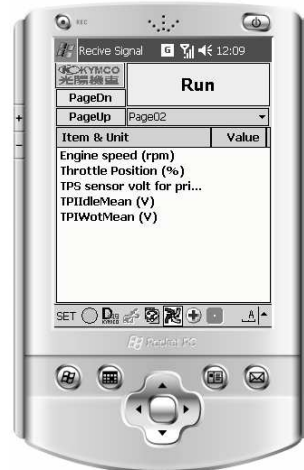 REC
Recive Signal G 12:09
KYMCO
光陽機車
Run
PageDn
PageUp Page02
Item & Unit Value
Engine speed (rpm)
Throttle Position (%)
TPS sensor volt for pri...
TPIIdleMean (V)
TPIWotMean (V)
SET
A